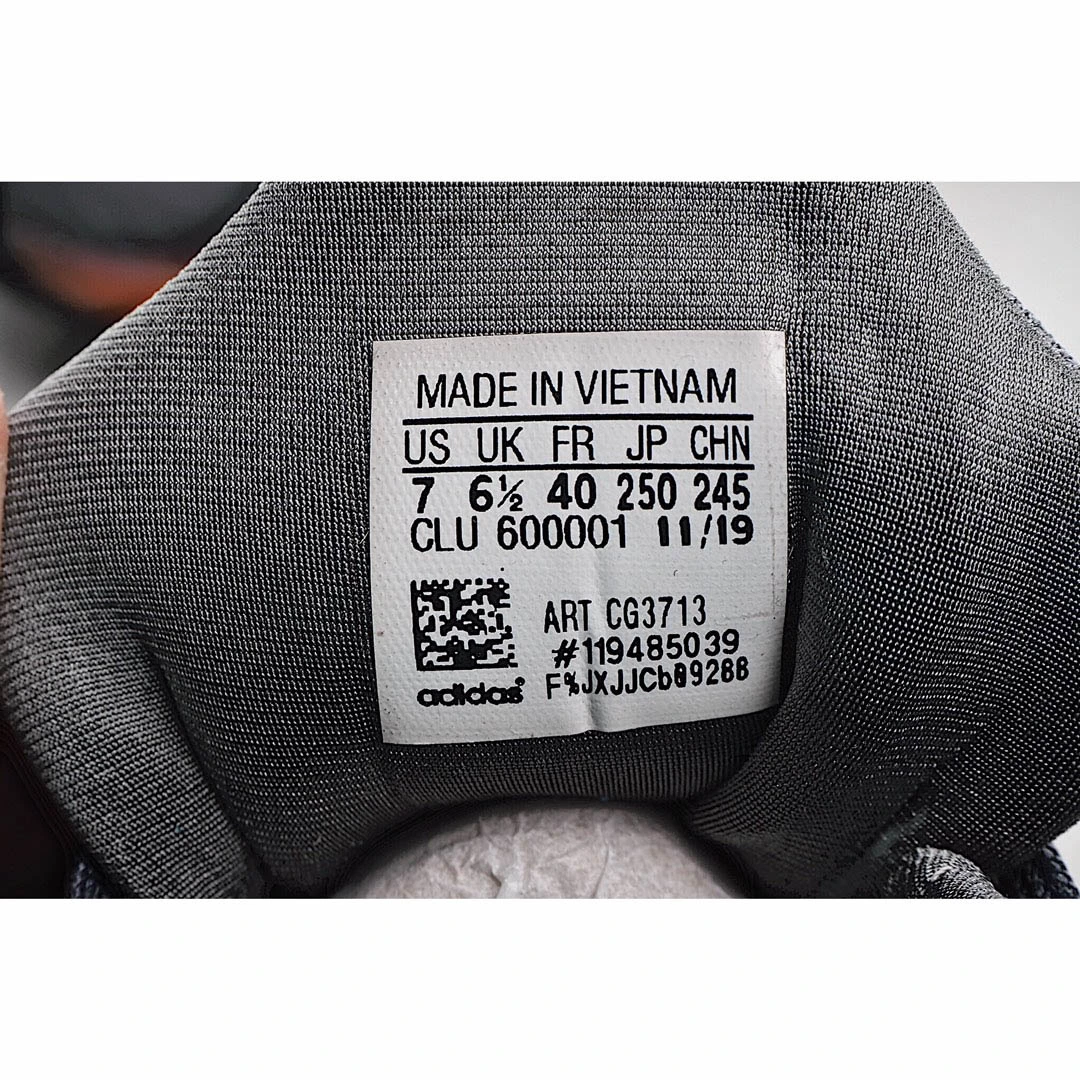 MADE IN VIETNAM
US UK FR JP CHN
7 6½ 40 250 245
CLU 600001 11/19
ART CG3713
#119485039
F%JXJJCb09288
adidas